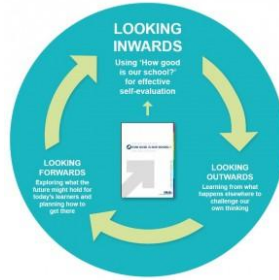 LOOKING
INWARDS
Using 'How good
is our school?'
for effective
self-evaluation
LOOKING
OUTWARDS
Learning from what
happens elsewhere to
challenge our
own thinking
LOOKING
FORWARDS
Exploring what the
future might hold for
today's learners and
planning how to
get there